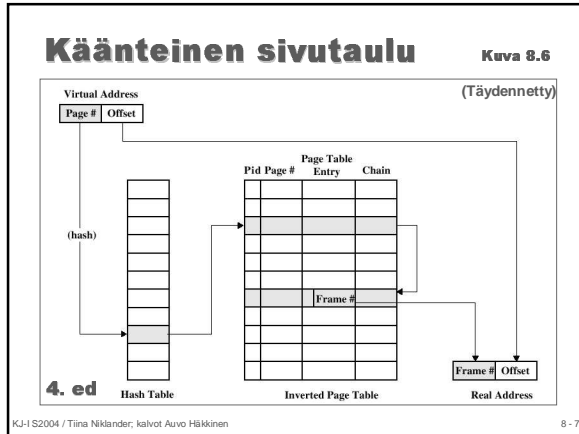 Käänteinen sivutaulu
Kuva 8.6
(Täydennetty)
Virtual Address
Page # Offset
Page Table
Pid Page # Entry Chain
(hash)
Frame #
Frame # Offset
4. ed
Hash Table
Inverted Page Table
Real Address
KJ-I S2004 / Tiina Niklander; kalvot Auvo Häkkinen
8 - 7